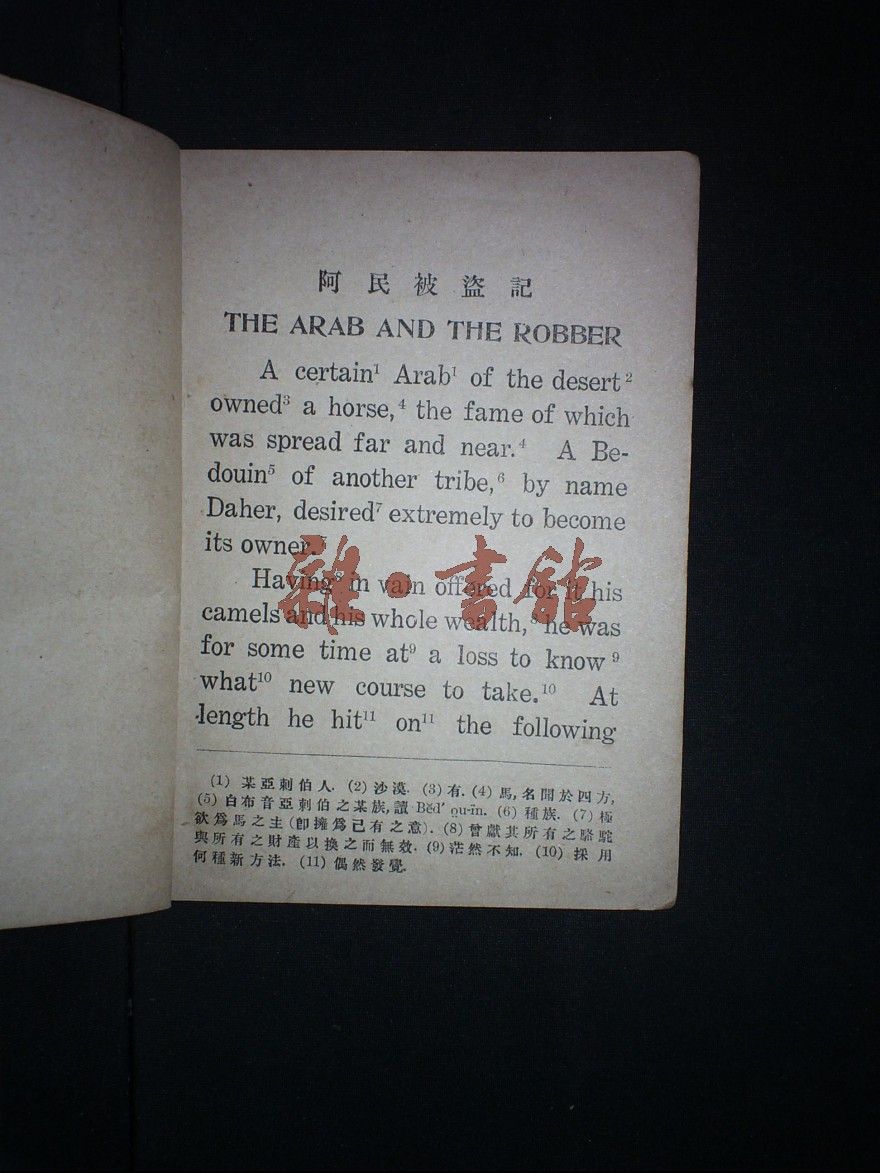 阿民被盜記
THE ARAB AND THE ROBBER
A certain¹ Arab¹ of the desert²
owned³ a horse,⁴ the fame of which
was spread far and near.⁴ A Be-
douin⁵ of another tribe,⁶ by name
Daher, desired⁷ extremely to become
its owner.⁷
Having⁸ in vain offered for it his
camels and his whole wealth,⁸ he was
for some time at⁹ a loss to know⁹
what¹⁰ new course to take.¹⁰ At
length he hit¹¹ on¹¹ the following
(1) 某亞剌伯人. (2) 沙漠. (3) 有. (4) 馬,名聞於四方,
(5) 白布音亞剌伯之某族,讀 Bĕd′ ọu-ĭn. (6) 種族. (7) 極
欲爲馬之主(卽擁爲已有之意). (8) 曾獻其所有之駱駝
與所有之財產以換之而無效. (9) 茫然不知. (10) 採用
何種新方法. (11) 偶然發覺.
雜·書館